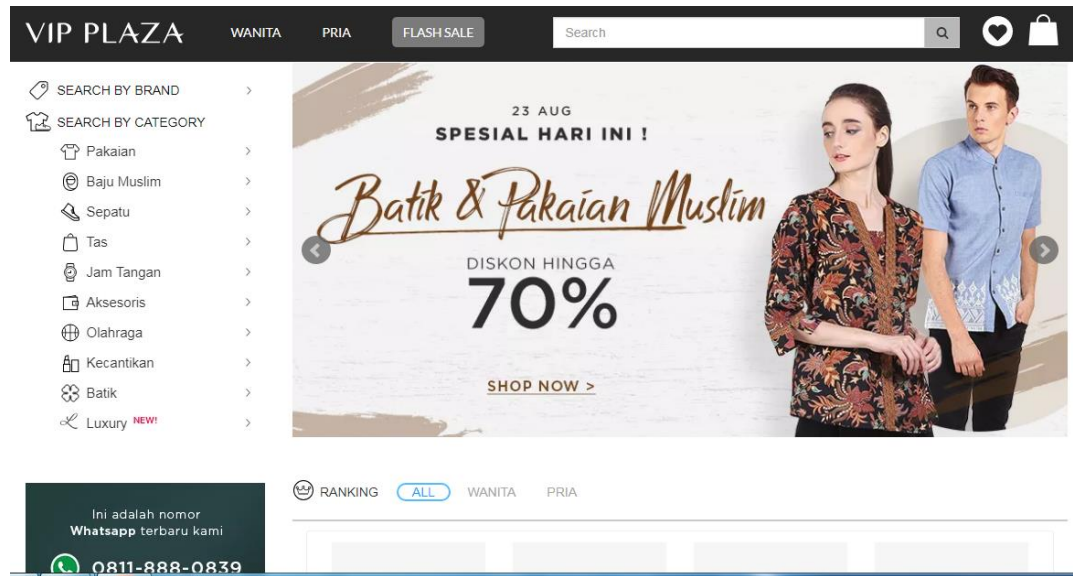 VIP PLAZA WANITA PRIA FLASH SALE Search
SEARCH BY BRAND
SEARCH BY CATEGORY
Pakaian
Baju Muslim
Sepatu
Tas
Jam Tangan
Aksesoris
Olahraga
Kecantikan
Batik
Luxury NEW!
23 AUG
SPESIAL HARI INI !
Batik & Pakaian Muslim
DISKON HINGGA
70%
SHOP NOW >
Ini adalah nomor
Whatsapp terbaru kami
0811-888-0839
RANKING ALL WANITA PRIA